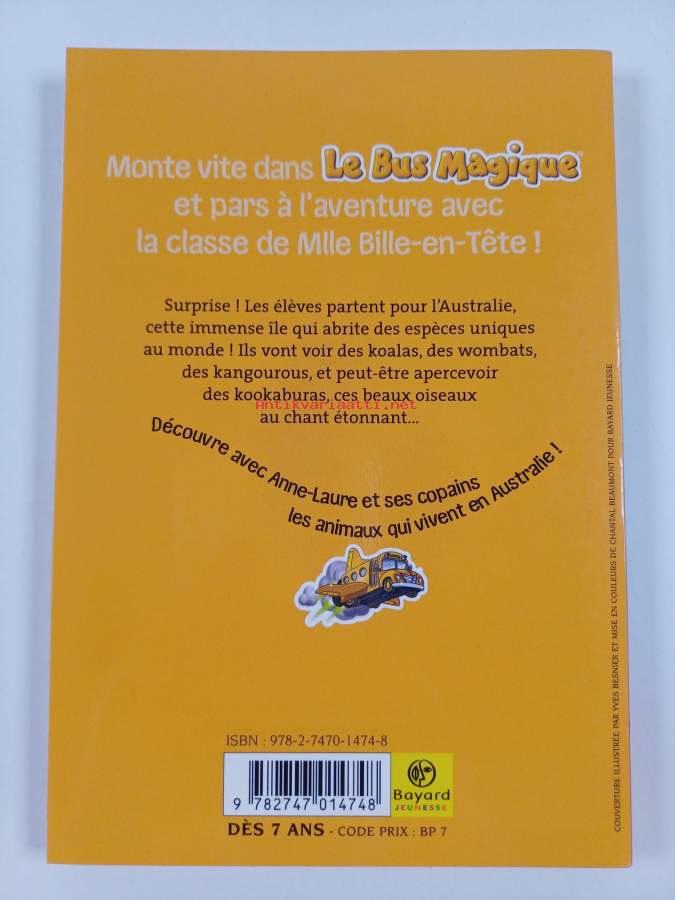 Monte vite dans Le Bus Magique®
et pars à l'aventure avec
la classe de Mlle Bille-en-Tête !
Surprise ! Les élèves partent pour l'Australie,
cette immense île qui abrite des espèces uniques
au monde ! Ils vont voir des koalas, des wombats,
des kangourous, et peut-être apercevoir
des kookaburas, ces beaux oiseaux
Antikvariaatti.net
au chant étonnant...
Découvre avec Anne-Laure et ses copains
les animaux qui vivent en Australie !
ISBN : 978-2-7470-1474-8
9 782747 014748
Bayard
JEUNESSE
DÈS 7 ANS - CODE PRIX : BP 7
COUVERTURE ILLUSTRÉE PAR YVES BESNIER ET MISE EN COULEURS DE CHANTAL BEAUMONT POUR BAYARD JEUNESSE